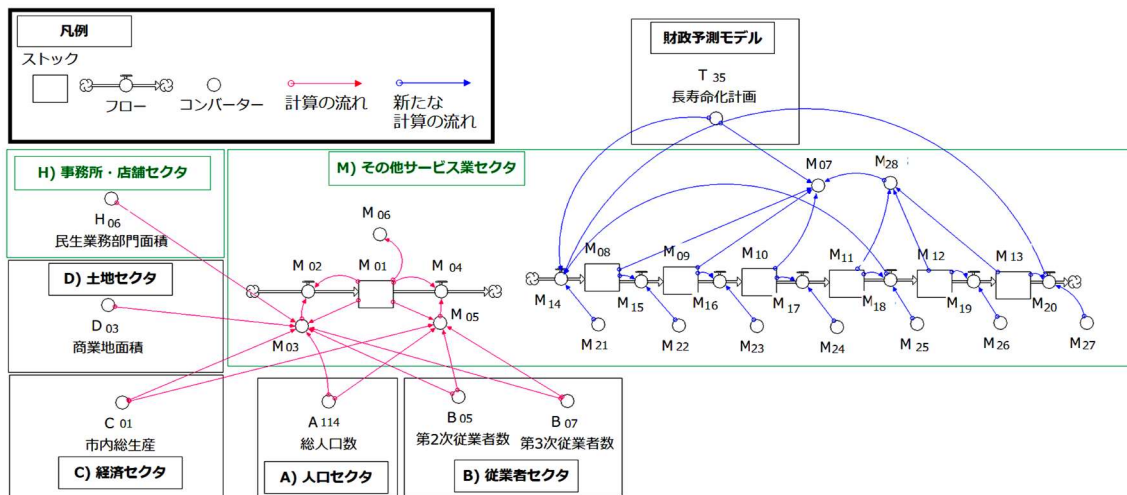 凡例
ストック
フロー
コンバーター
計算の流れ
新たな
計算の流れ
財政予測モデル
T 35
長寿命化計画
H) 事務所・店舗セクタ
H 06
民生業務部門面積
M) その他サービス業セクタ
M 07
M 28
M 06
M 02
M 01
M 04
M 08
M 09
M 10
M 11
M 12
M 13
M 14
M 15
M 16
M 17
M 18
M 19
M 20
D) 土地セクタ
D 03
商業地面積
M 03
M 05
M 21
M 22
M 23
M 24
M 25
M 26
M 27
C 01
市内総生産
C) 経済セクタ
A 114
総人口数
A) 人口セクタ
B 05
第2次従業者数
B 07
第3次従業者数
B) 従業者セクタ